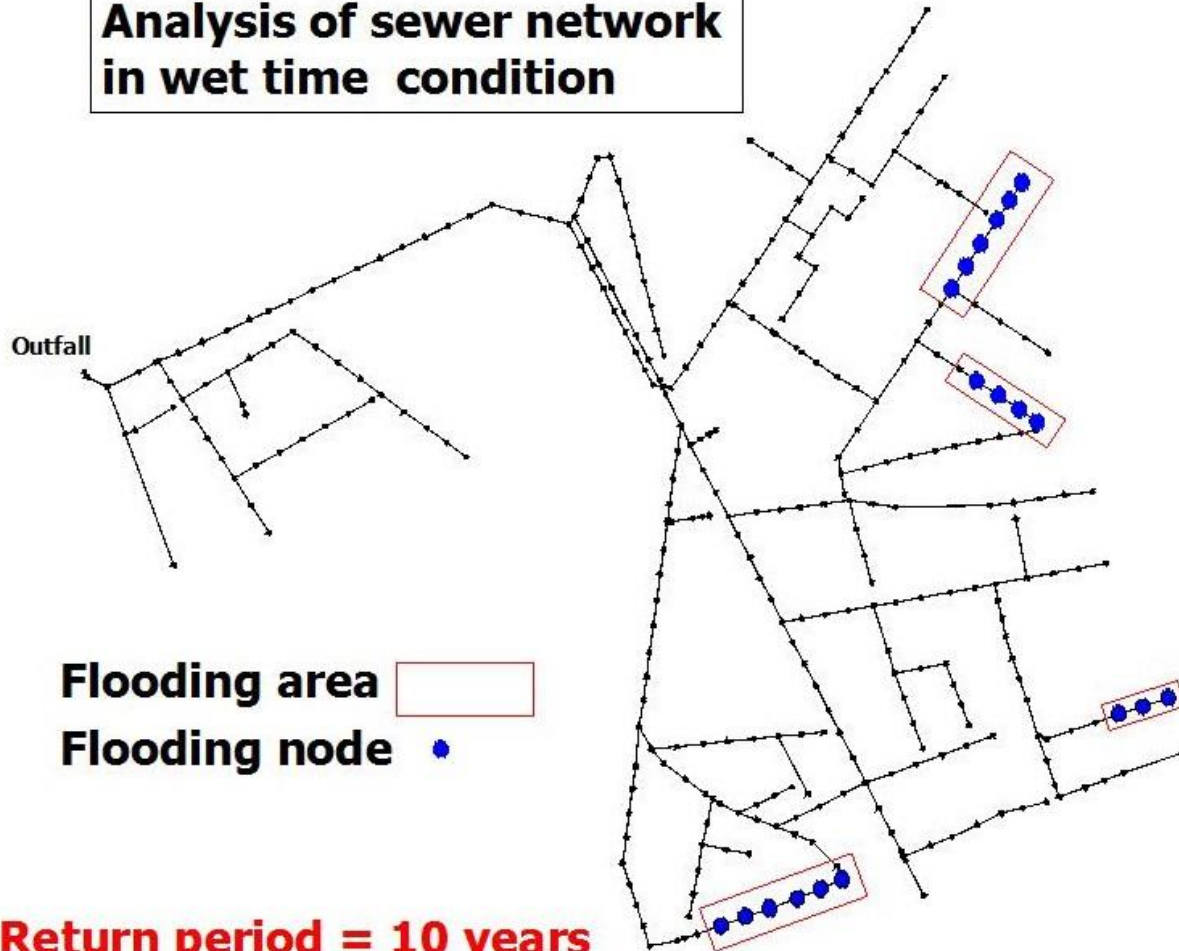 Analysis of sewer network
in wet time condition
Outfall
Flooding area
Flooding node
Return period = 10 years